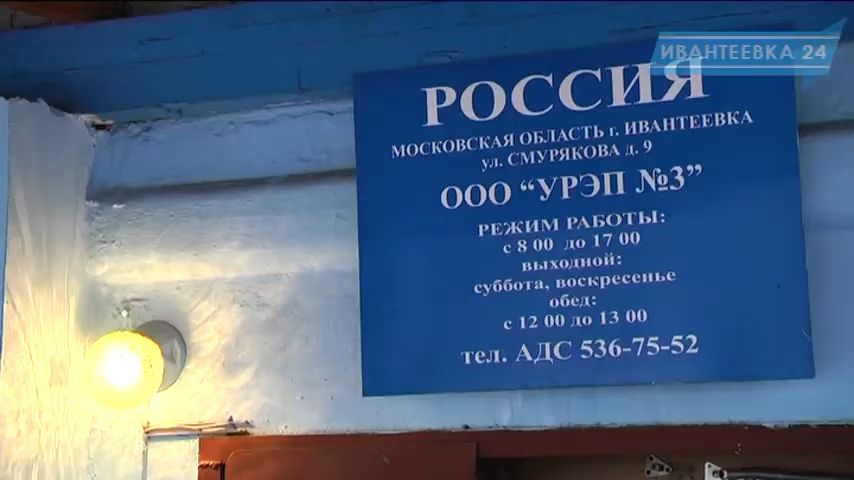 ИВАНТЕЕВКА 24
РОССИЯ
МОСКОВСКАЯ ОБЛАСТЬ г. ИВАНТЕЕВКА
ул. СМУРЯКОВА д. 9
ООО “УРЭП №3”
РЕЖИМ РАБОТЫ:
с 8 00 до 17 00
выходной:
суббота, воскресенье
обед:
с 12 00 до 13 00
тел. АДС 536-75-52